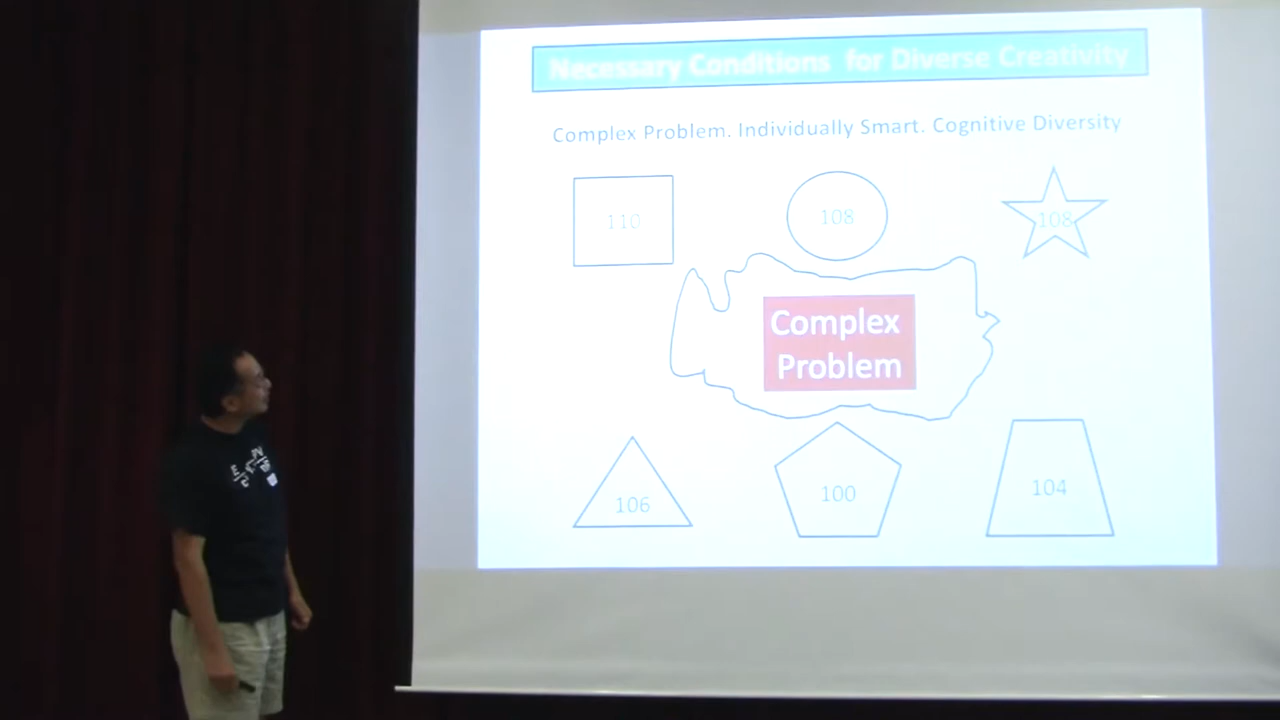 Necessary Conditions for Diverse Creativity
Complex Problem. Individually Smart. Cognitive Diversity
110
108
108
Complex
Problem
106
100
104